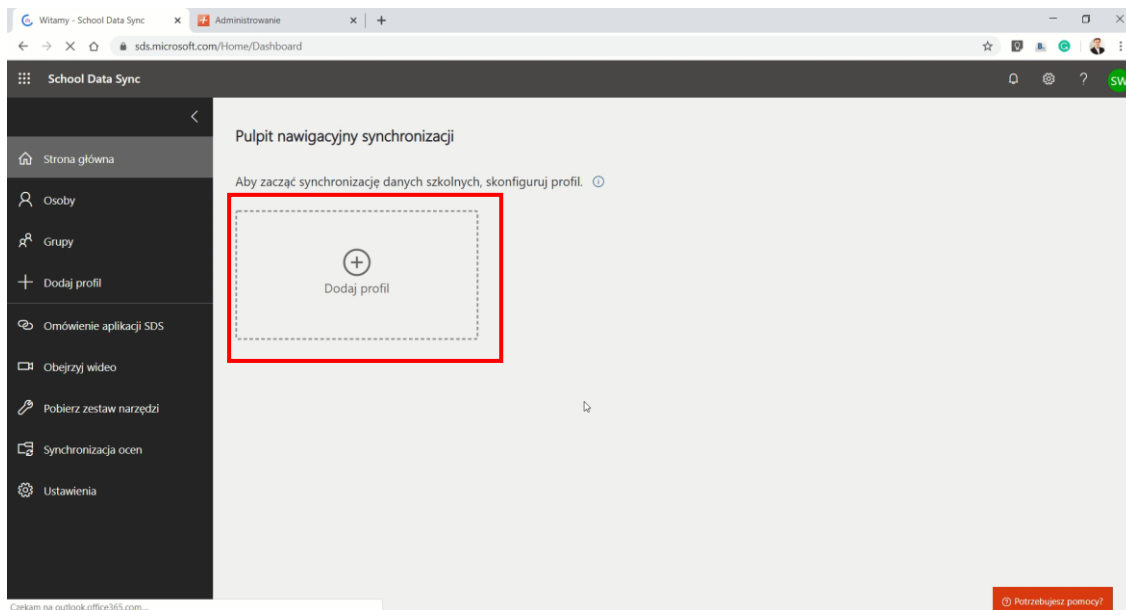 Witamy - School Data Sync
Administrowanie
sds.microsoft.com/Home/Dashboard
School Data Sync
SW
Pulpit nawigacyjny synchronizacji
Strona główna
Aby zacząć synchronizację danych szkolnych, skonfiguruj profil.
Osoby
Grupy
Dodaj profil
Dodaj profil
Omówienie aplikacji SDS
Obejrzyj wideo
Pobierz zestaw narzędzi
Synchronizacja ocen
Ustawienia
Potrzebujesz pomocy?
Czekam na outlook.office365.com...